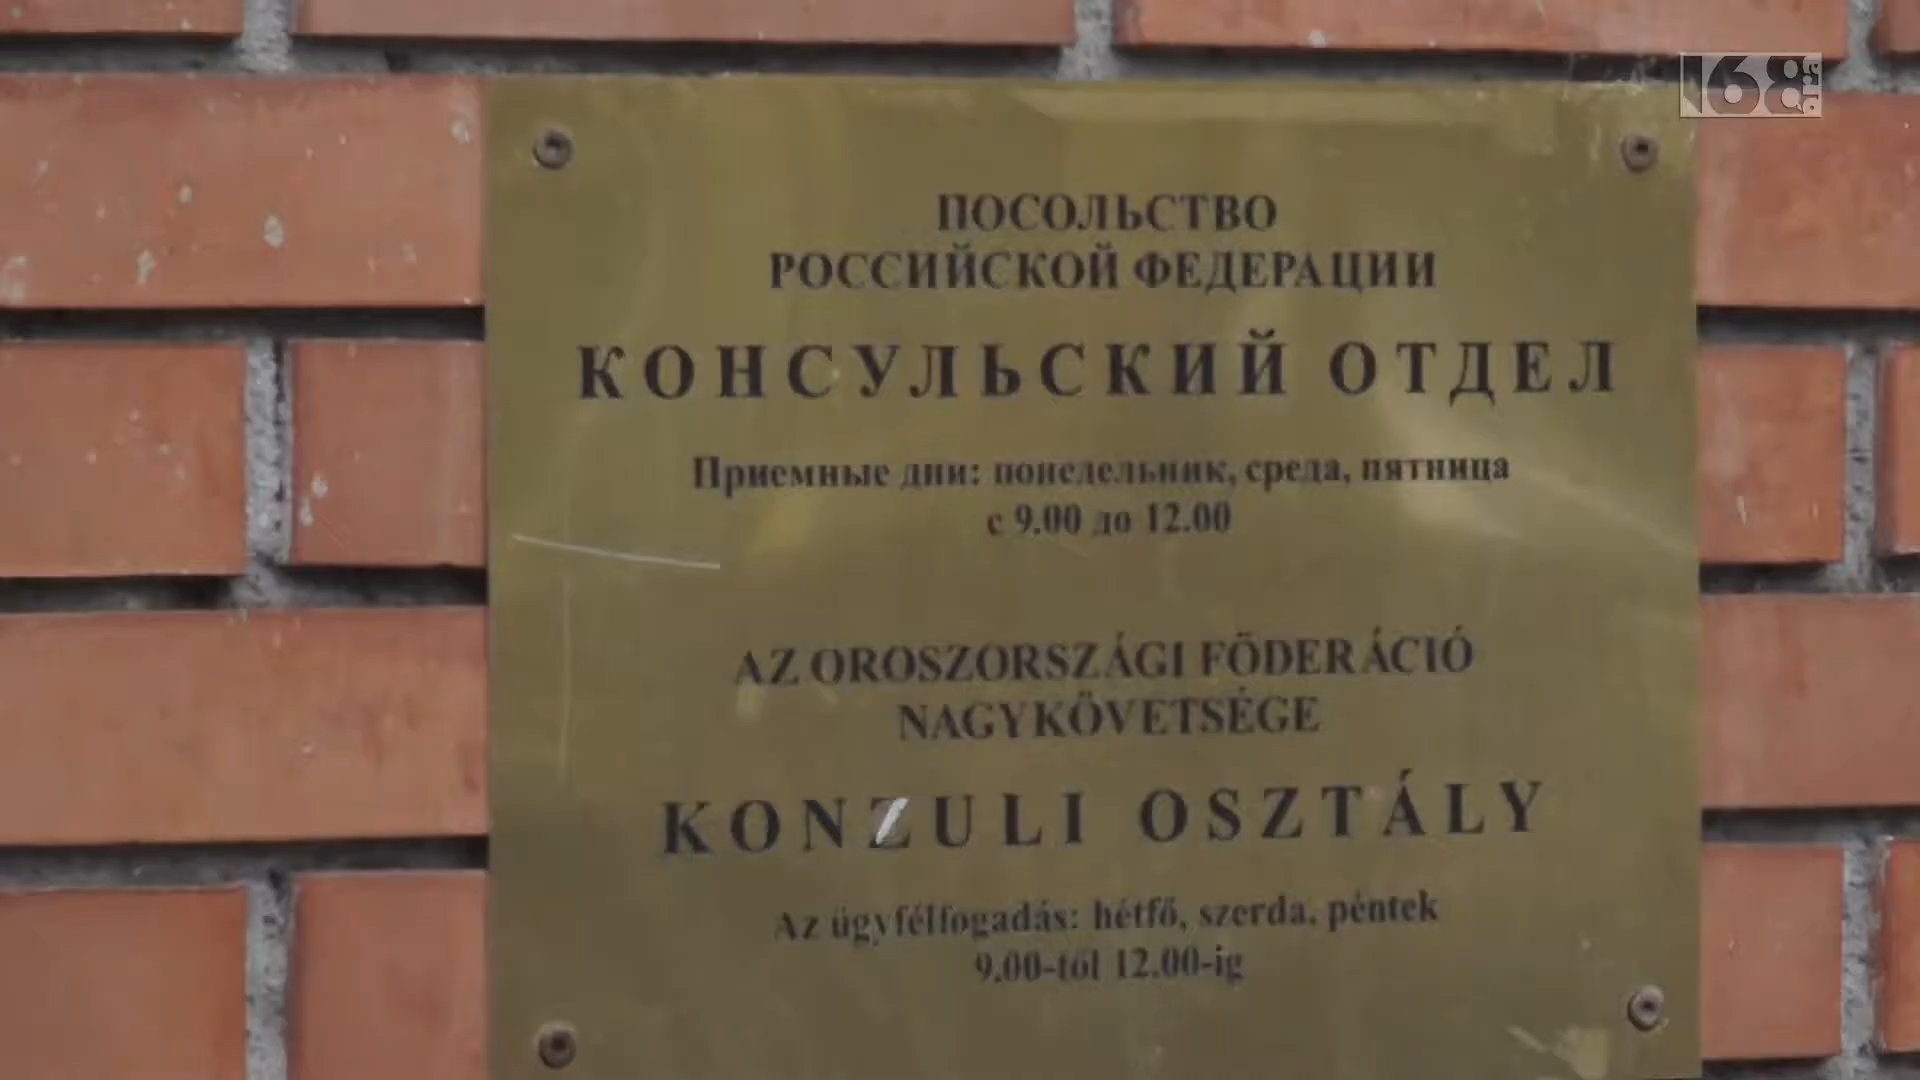 168
óra
ПОСОЛЬСТВО
РОССИЙСКОЙ ФЕДЕРАЦИИ
КОНСУЛЬСКИЙ ОТДЕЛ
Приемные дни: понедельник, среда, пятница
с 9.00 до 12.00
AZ OROSZORSZÁGI FÖDERÁCIÓ
NAGYKÖVETSÉGE
KONZULI OSZTÁLY
Az ügyfélfogadás: hétfő, szerda, péntek
9.00-től 12.00-ig